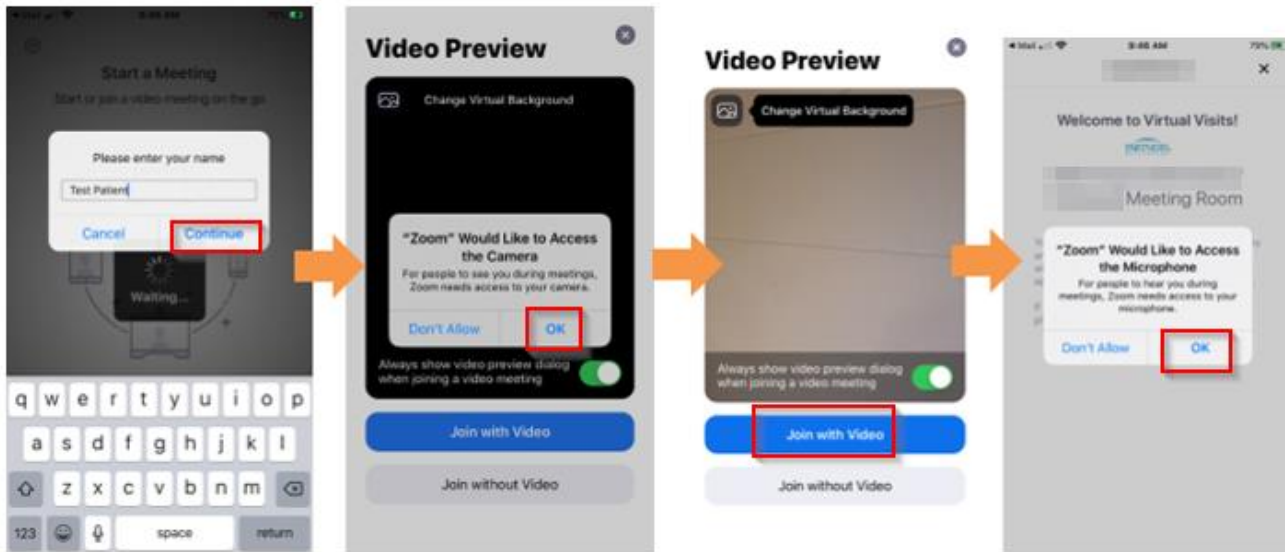 Mail
9:46 AM
Start a Meeting
Start or join a video meeting on the go
Please enter your name
Test Patient
Cancel
Continue
Waiting...
q w e r t y u i o p
a s d f g h j k l
z x c v b n m
123
space
return
Video Preview
Change Virtual Background
"Zoom" Would Like to Access
the Camera
For people to see you during meetings,
Zoom needs access to your camera.
Don't Allow
OK
Always show video preview dialog
when joining a video meeting
Join with Video
Join without Video
Video Preview
Change Virtual Background
Always show video preview dialog
when joining a video meeting
Join with Video
Join without Video
Mail
9:46 AM
79%
Welcome to Virtual Visits!
Meeting Room
"Zoom" Would Like to Access
the Microphone
For people to hear you during
meetings, Zoom needs access to your
microphone.
Don't Allow
OK